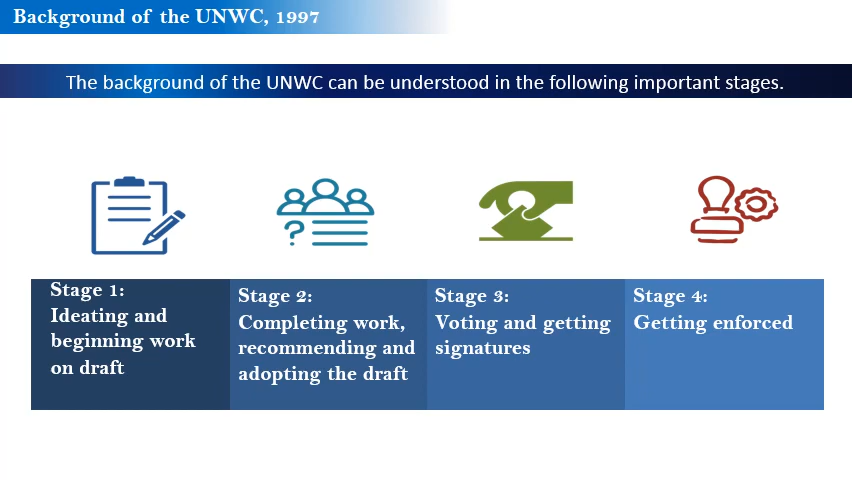 Background of the UNWC, 1997
The background of the UNWC can be understood in the following important stages.
?
Stage 1:
Ideating and
beginning work
on draft
Stage 2:
Completing work,
recommending and
adopting the draft
Stage 3:
Voting and getting
signatures
Stage 4:
Getting enforced